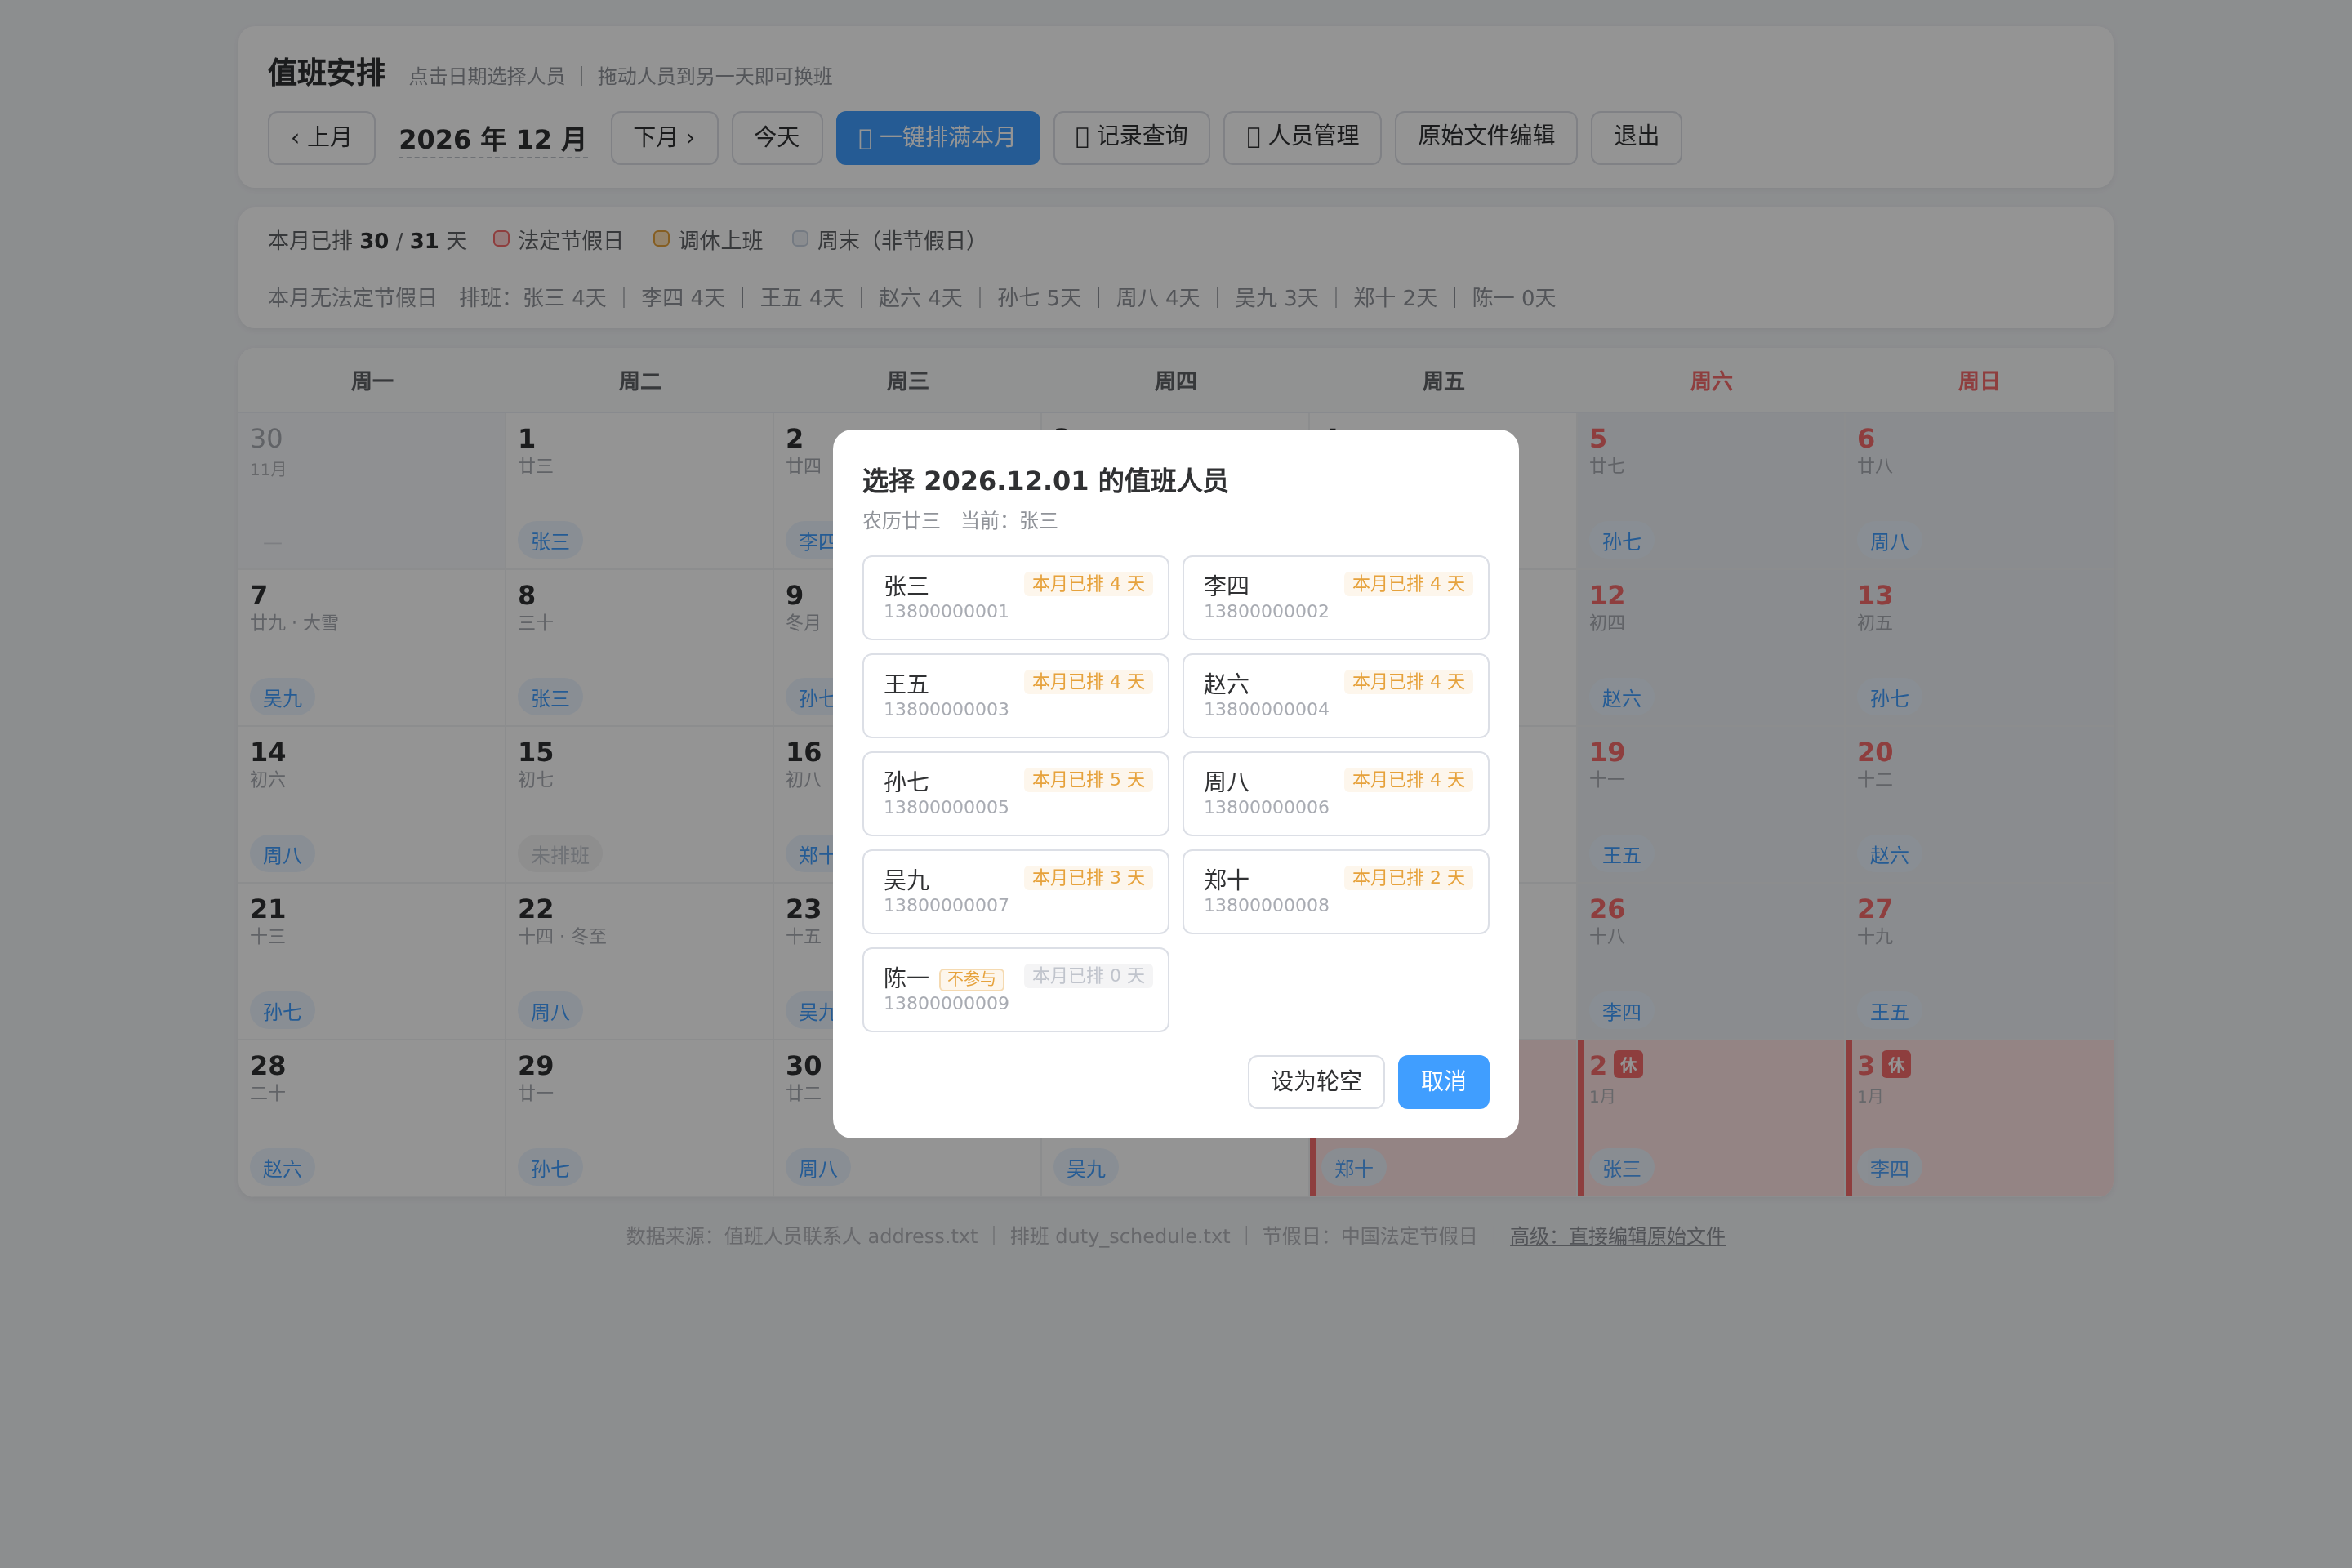 值班安排 点击日期选择人员 | 拖动人员到另一天即可换班
‹ 上月 2026 年 12 月 下月 › 今天 一键排满本月 记录查询 人员管理 原始文件编辑 退出
本月已排 30 / 31 天 法定节假日 调休上班 周末（非节假日）
本月无法定节假日 排班：张三 4天 | 李四 4天 | 王五 4天 | 赵六 4天 | 孙七 5天 | 周八 4天 | 吴九 3天 | 郑十 2天 | 陈一 0天
周一 周二 周三 周四 周五 周六 周日
30 1 2 5 6
11月 廿三 廿四 廿七 廿八
— 张三 李四 孙七 周八
7 8 9 12 13
廿九 · 大雪 三十 冬月 初四 初五
吴九 张三 孙七 赵六 孙七
14 15 16 19 20
初六 初七 初八 十一 十二
周八 未排班 郑十 王五 赵六
21 22 23 26 27
十三 十四 · 冬至 十五 十八 十九
孙七 周八 吴九 李四 王五
28 29 30 2 休 3 休
二十 廿一 廿二 1月 1月
赵六 孙七 周八 吴九 郑十 张三 李四
选择 2026.12.01 的值班人员
农历廿三 当前：张三
张三 本月已排 4 天
13800000001
李四 本月已排 4 天
13800000002
王五 本月已排 4 天
13800000003
赵六 本月已排 4 天
13800000004
孙七 本月已排 5 天
13800000005
周八 本月已排 4 天
13800000006
吴九 本月已排 3 天
13800000007
郑十 本月已排 2 天
13800000008
陈一 不参与 本月已排 0 天
13800000009
设为轮空 取消
数据来源：值班人员联系人 address.txt | 排班 duty_schedule.txt | 节假日：中国法定节假日 | 高级：直接编辑原始文件